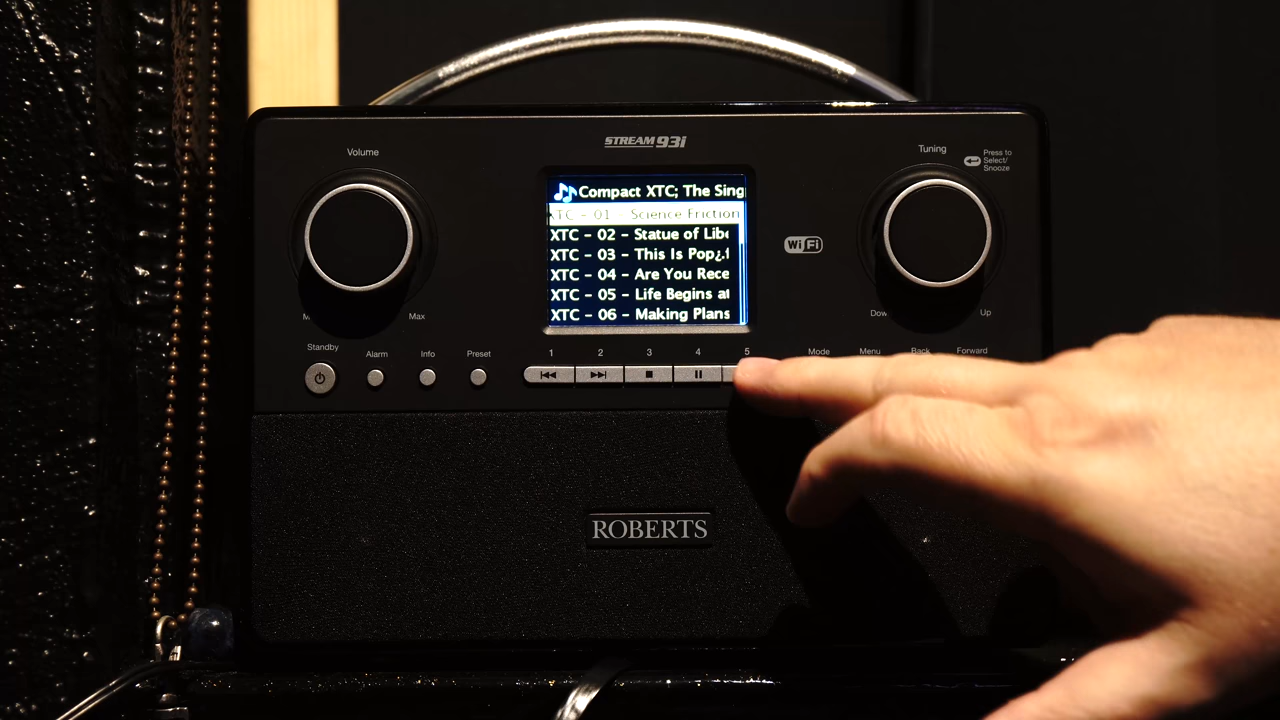 STREAM 93i
Volume
Tuning
Press to
Select/
Snooze
Compact XTC; The Sing
XTC - 01 - Science Friction
XTC - 02 - Statue of Libe
XTC - 03 - This Is Pop¿.f
XTC - 04 - Are You Rece
XTC - 05 - Life Begins at
XTC - 06 - Making Plans
WiFi
Max
Up
Standby
Alarm
Info
Preset
1
2
3
4
5
Mode
Menu
Back
Forward
ROBERTS